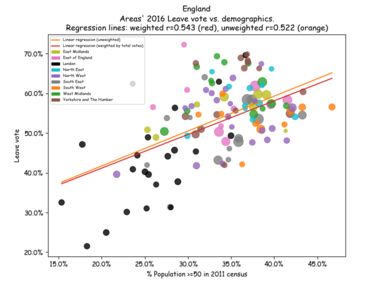 England
Areas' 2016 Leave vote vs. demographics.
Regression lines: weighted r=0.543 (red), unweighted r=0.522 (orange)
Linear regression (unweighted)
Linear regression (weighted by total votes)
East Midlands
East of England
London
North East
North West
South East
South West
West Midlands
Yorkshire and The Humber
Leave vote
70.0%
60.0%
50.0%
40.0%
30.0%
20.0%
15.0% 20.0% 25.0% 30.0% 35.0% 40.0% 45.0%
% Population >=50 in 2011 census